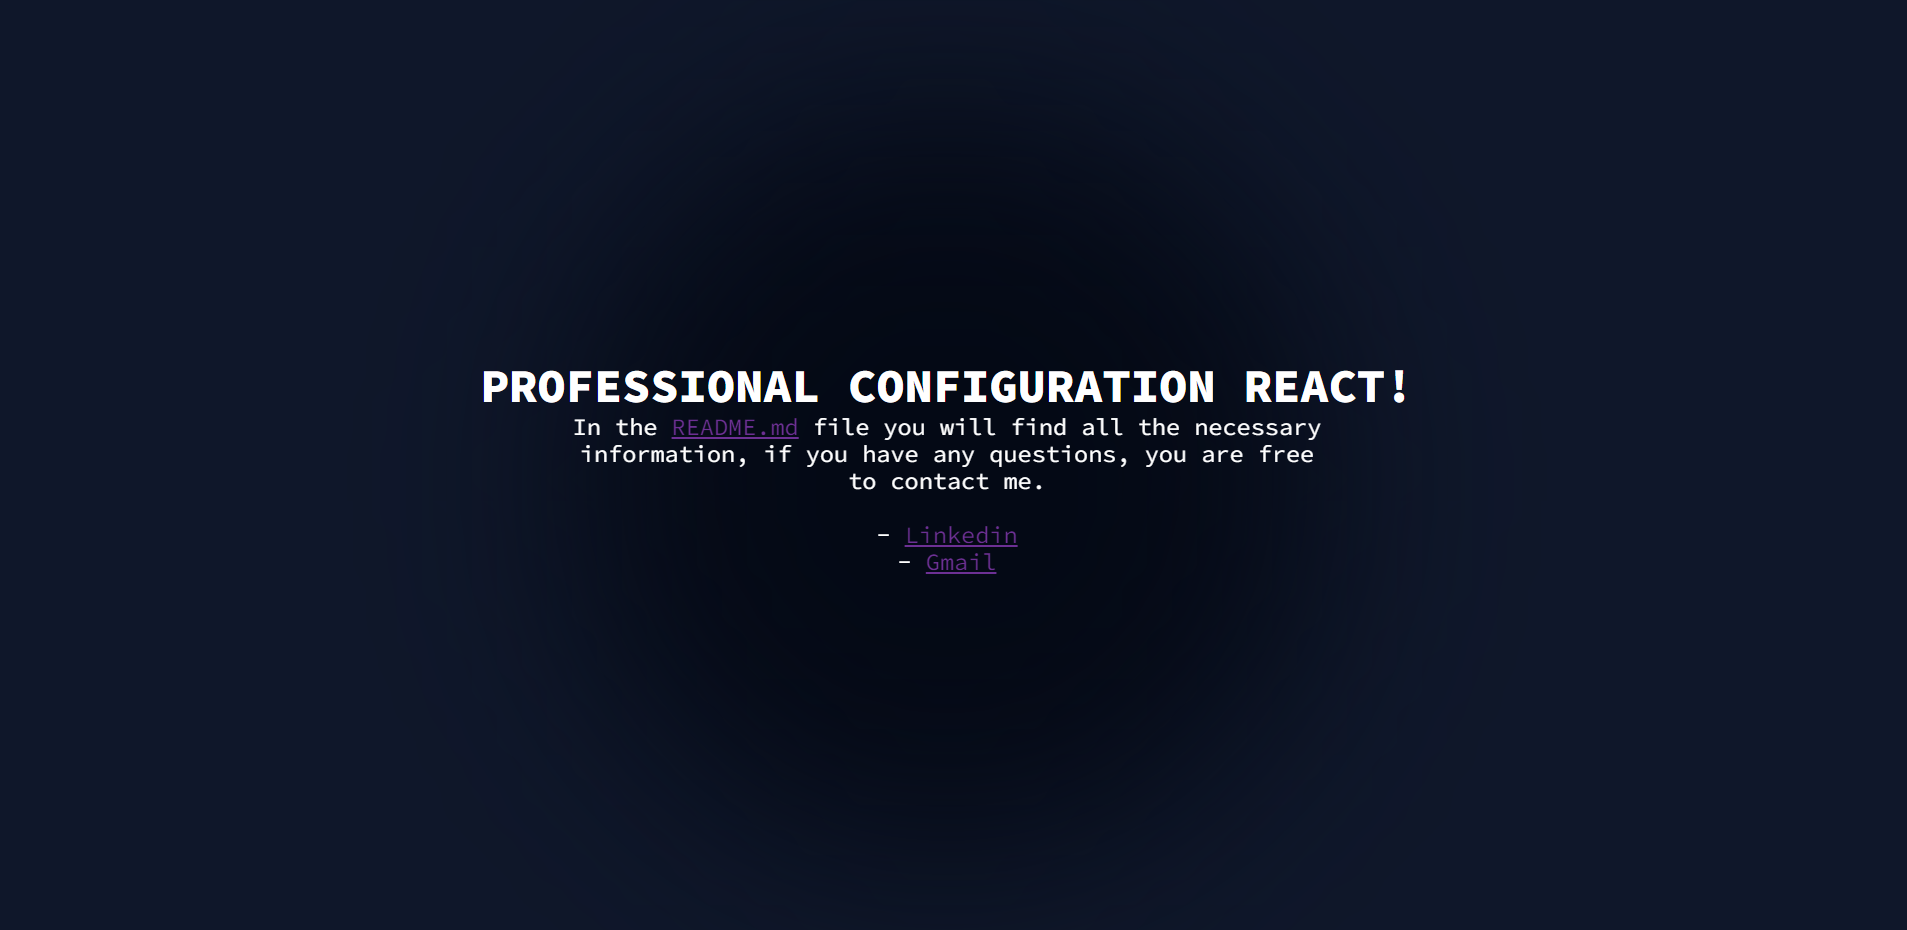 PROFESSIONAL CONFIGURATION REACT!
In the README.md file you will find all the necessary
information, if you have any questions, you are free
to contact me.
- Linkedin
- Gmail